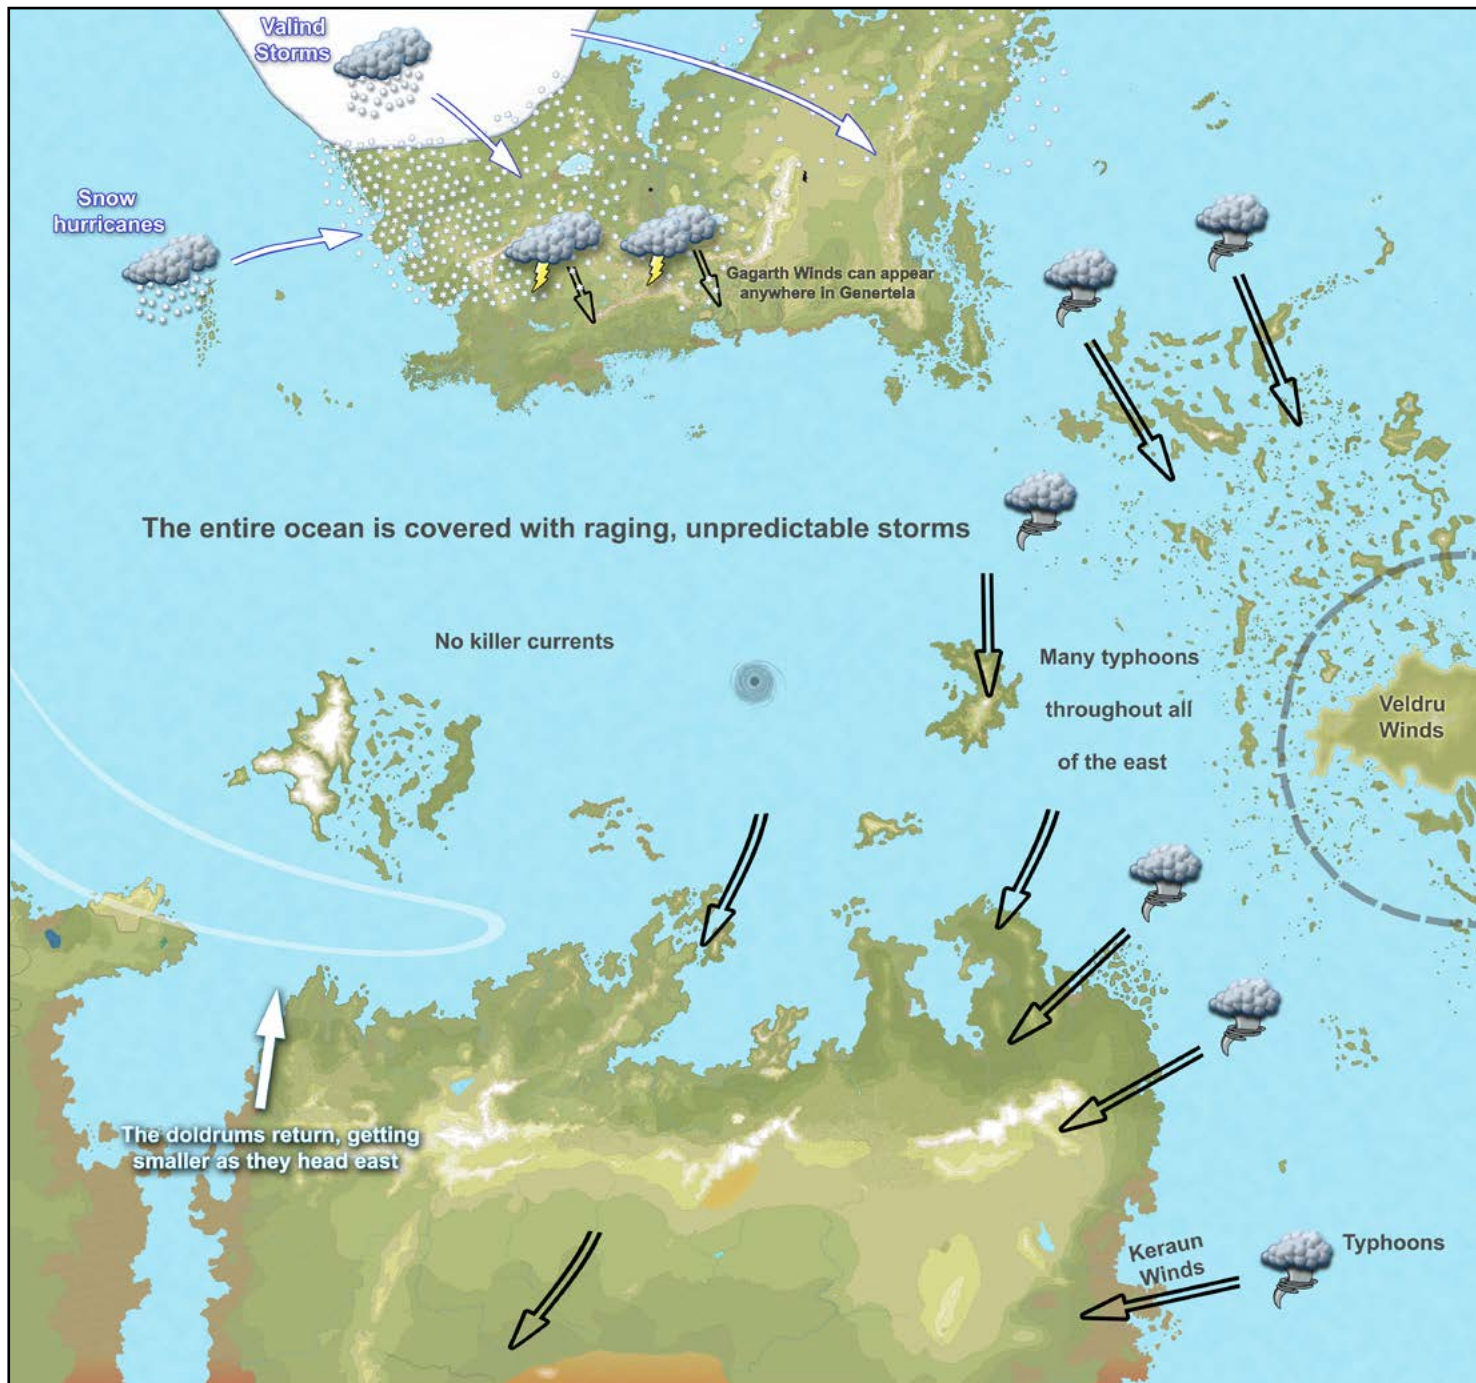 Valind
Storms
Snow
hurricanes
Gagarth Winds can appear
anywhere in Genertela
The entire ocean is covered with raging, unpredictable storms
No killer currents
Many typhoons
throughout all
of the east
Veldru
Winds
The doldrums return, getting
smaller as they head east
Keraun
Winds
Typhoons